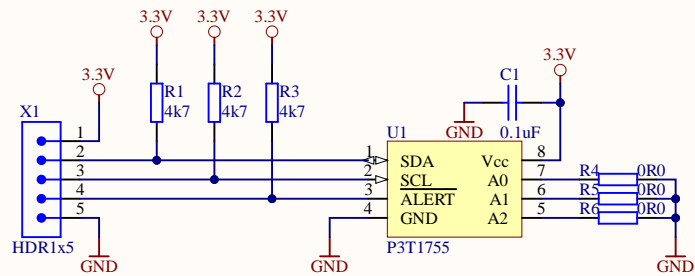 3.3V 3.3V 3.3V
3.3V 3.3V
C1
R1 R2 R3
4k7 4k7 4k7
X1
GND 0.1uF
U1
1
2
3
4
5
HDR1x5
GND
1 SDA Vcc 8
2 SCL A0 7 R4 0R0
3 ALERT A1 6 R5 0R0
4 GND A2 5 R6 0R0
P3T1755
GND
GND